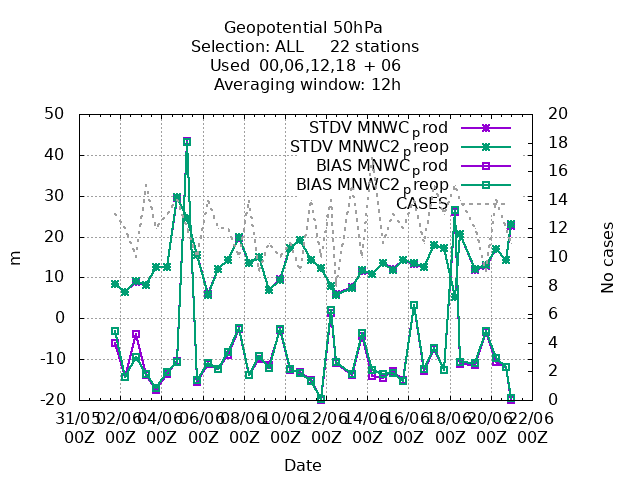 Geopotential 50hPa
Selection: ALL 22 stations
Used 00,06,12,18 + 06
Averaging window: 12h
50 20
STDV MNWCprod
18
STDV MNWC2preop
40 16
BIAS MNWCprod
BIAS MNWC2preop
30 14
CASES
20 12
10 10
8
0 6
-10 4
2
-20 0
m
No cases
31/05 02/06 04/06 06/06 08/06 10/06 12/06 14/06 16/06 18/06 20/06 22/06
00Z 00Z 00Z 00Z 00Z 00Z 00Z 00Z 00Z 00Z 00Z 00Z
Date